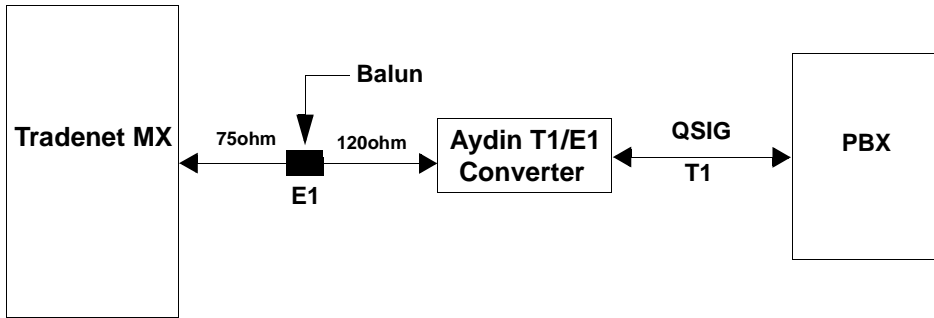 Balun
Tradenet MX
75ohm
120ohm
E1
Aydin T1/E1
Converter
QSIG
T1
PBX